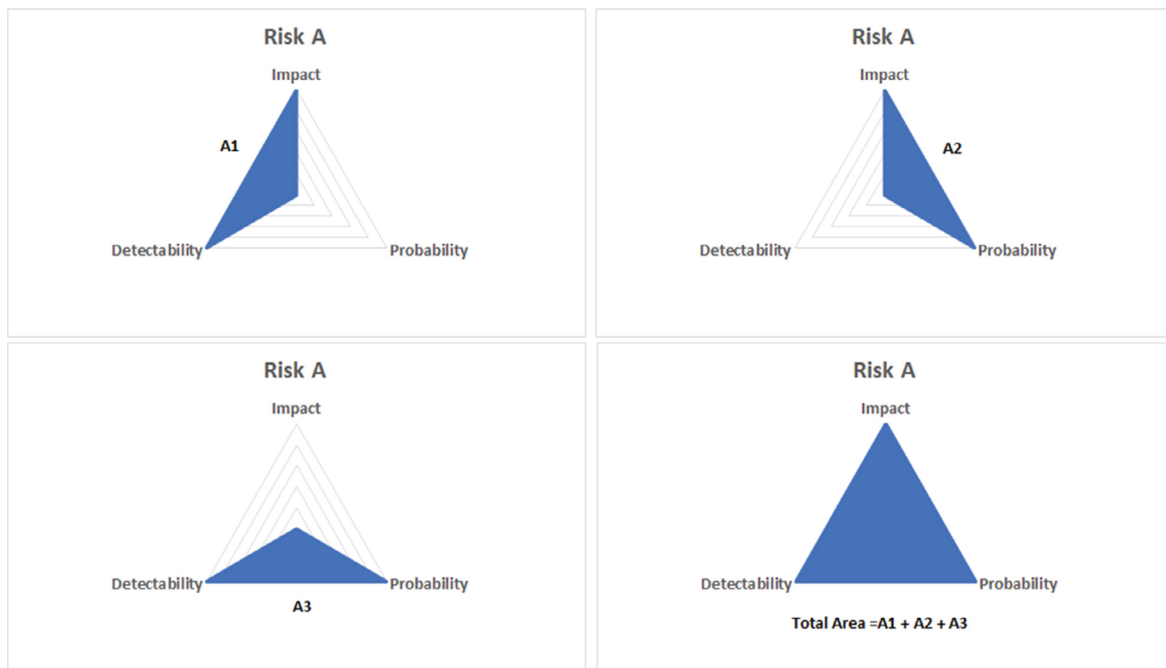 Risk A
Impact
A1
Detectability
Probability
Risk A
Impact
A2
Detectability
Probability
Risk A
Impact
Detectability
Probability
A3
Risk A
Impact
Detectability
Probability
Total Area =A1 + A2 + A3